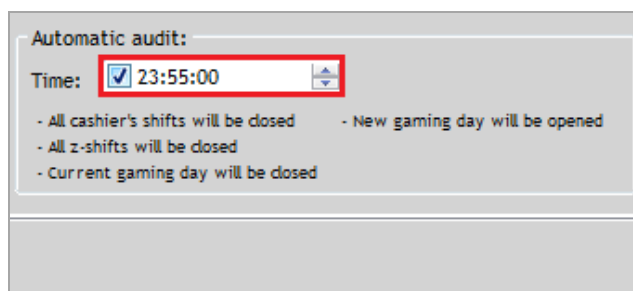 Automatic audit:
Time: 23:55:00
- All cashier's shifts will be closed - New gaming day will be opened
- All z-shifts will be closed
- Current gaming day will be closed